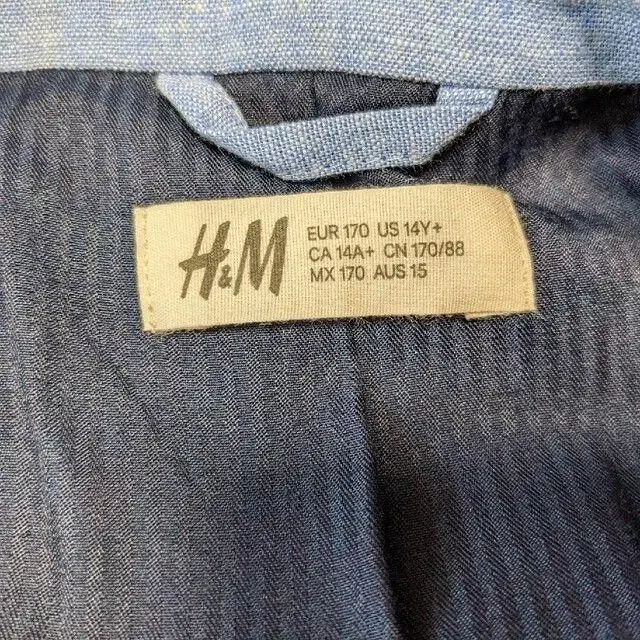 H&M
EUR 170 US 14Y+
CA 14A+ CN 170/88
MX 170 AUS 15